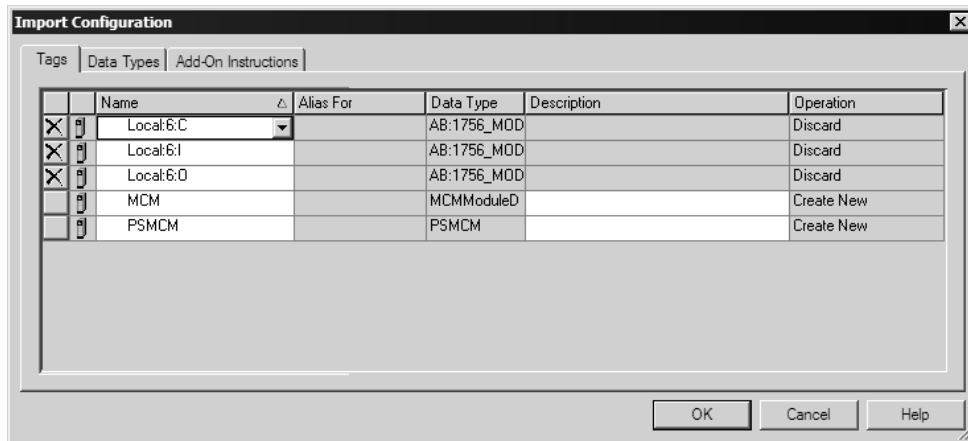 Import Configuration
Tags Data Types Add-On Instructions
Name Alias For Data Type Description Operation
Local:6:C AB:1756_MOD Discard
Local:6:I AB:1756_MOD Discard
Local:6:O AB:1756_MOD Discard
MCM MCMModuleD Create New
PSMCM PSMCM Create New
OK Cancel Help